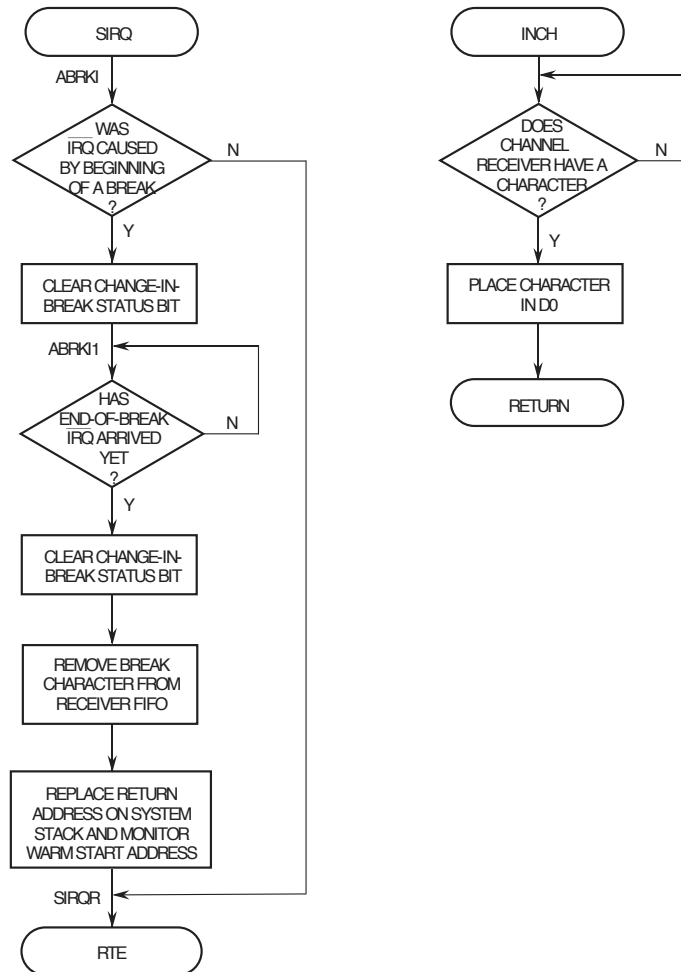 SIRQ
ABRKI
WAS
IRQ CAUSED
BY BEGINNING
OF A BREAK
?
N
Y
CLEAR CHANGE-IN-
BREAK STATUS BIT
ABRKI1
HAS
END-OF-BREAK
IRQ ARRIVED
YET
?
N
Y
CLEAR CHANGE-IN-
BREAK STATUS BIT
REMOVE BREAK
CHARACTER FROM
RECEIVER FIFO
REPLACE RETURN
ADDRESS ON SYSTEM
STACK AND MONITOR
WARM START ADDRESS
SIRQR
RTE
INCH
DOES
CHANNEL
RECEIVER HAVE A
CHARACTER
?
N
Y
PLACE CHARACTER
IN D0
RETURN